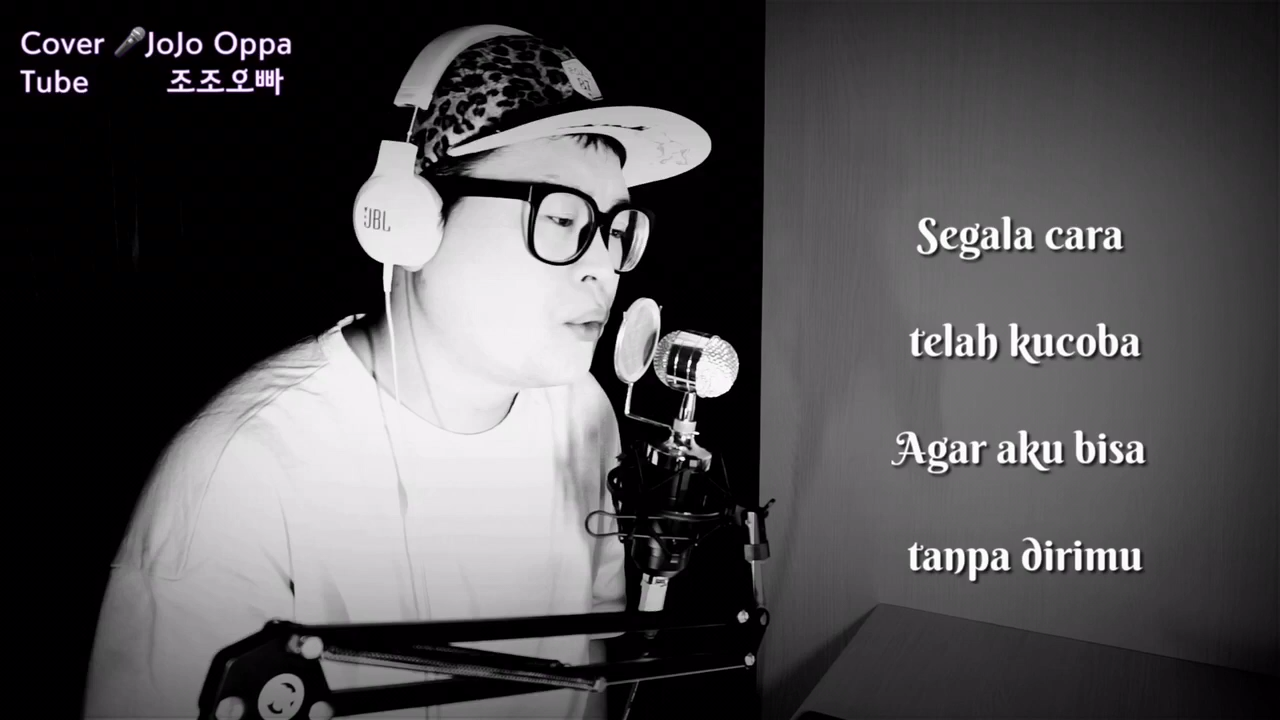 Cover 🎤JoJo Oppa
Tube 조조오빠
JBL
Segala cara
telah kucoba
Agar aku bisa
tanpa dirimu